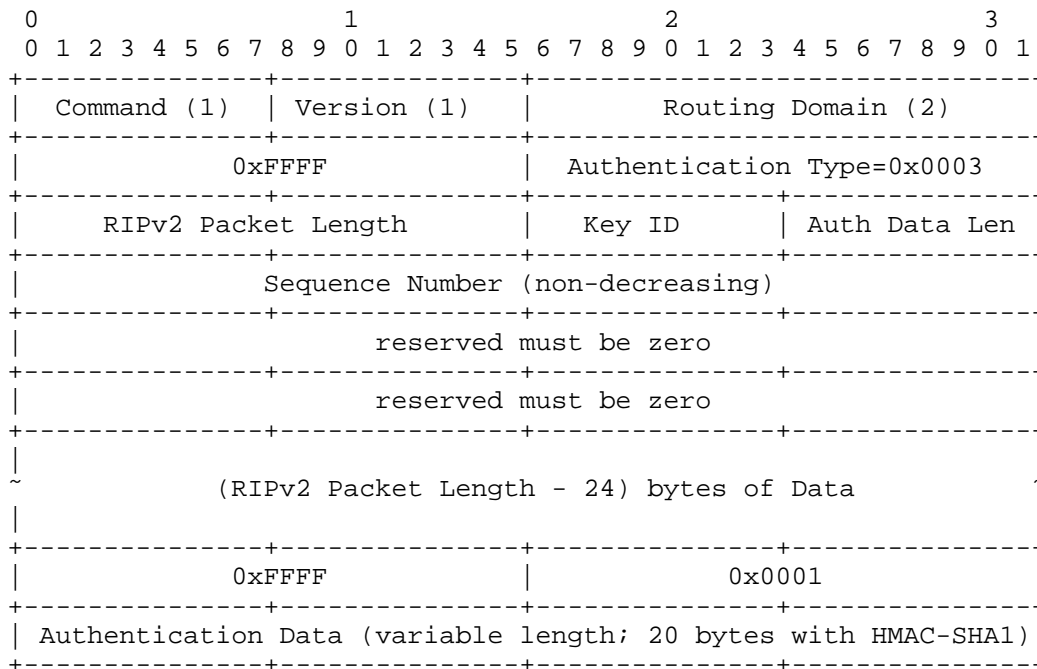 0                   1                   2                   3
0 1 2 3 4 5 6 7 8 9 0 1 2 3 4 5 6 7 8 9 0 1 2 3 4 5 6 7 8 9 0 1
+---------------+---------------+-------------------------------
|  Command (1)  | Version (1)   |        Routing Domain (2)
+---------------+---------------+-------------------------------
|             0xFFFF            |  Authentication Type=0x0003
+---------------+---------------+---------------+---------------
|     RIPv2 Packet Length       |   Key ID      | Auth Data Len
+---------------+---------------+---------------+---------------
|               Sequence Number (non-decreasing)
+---------------+---------------+---------------+---------------
|                      reserved must be zero
+---------------+---------------+---------------+---------------
|                      reserved must be zero
+---------------+---------------+---------------+---------------
|
~            (RIPv2 Packet Length - 24) bytes of Data           ~
|
+---------------+---------------+---------------+---------------
|             0xFFFF            |            0x0001
+---------------+---------------+---------------+---------------
| Authentication Data (variable length; 20 bytes with HMAC-SHA1)
+---------------+---------------+---------------+---------------